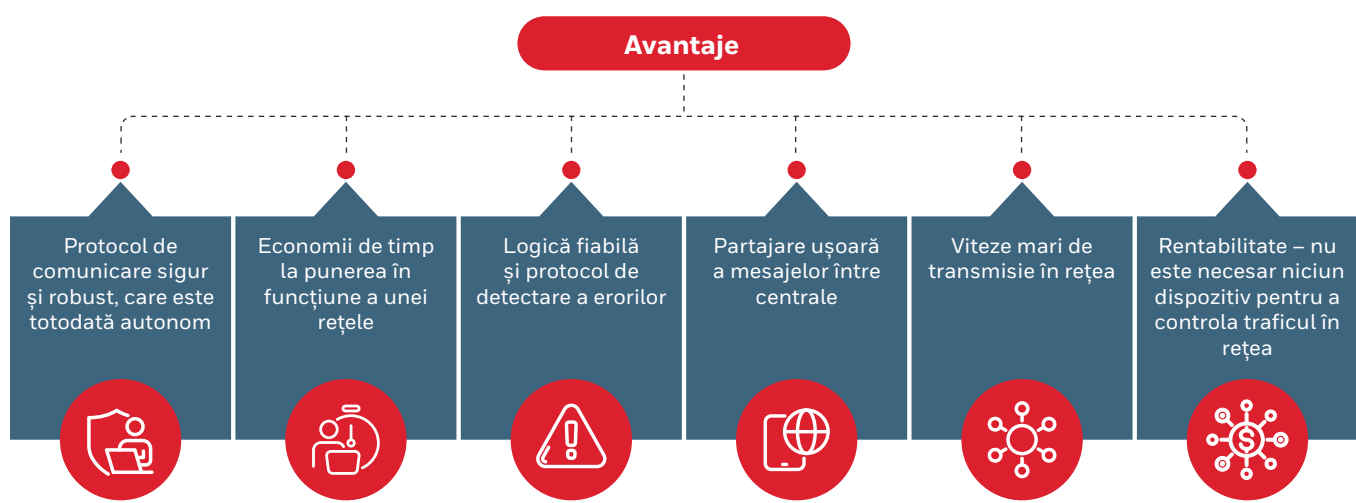 Avantaje
Protocol de
comunicare sigur
și robust, care este
totodată autonom
Economii de timp
la punerea în
funcțiune a unei
rețele
Logică fiabilă
și protocol de
detectare a erorilor
Partajare ușoară
a mesajelor între
centrale
Viteze mari de
transmisie în rețea
Rentabilitate – nu
este necesar niciun
dispozitiv pentru a
controla traficul în
rețea
$